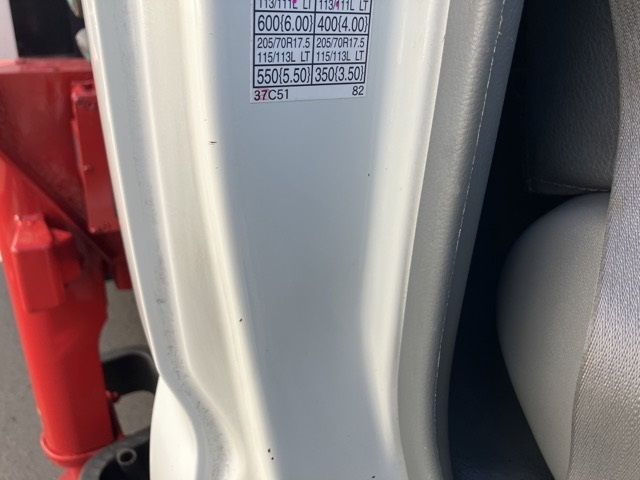 113/111L LT 113/111L LT
600{6.00} 400{4.00}
205/70R17.5 205/70R17.5
115/113L LT 115/113L LT
550{5.50} 350{3.50}
37C51 82